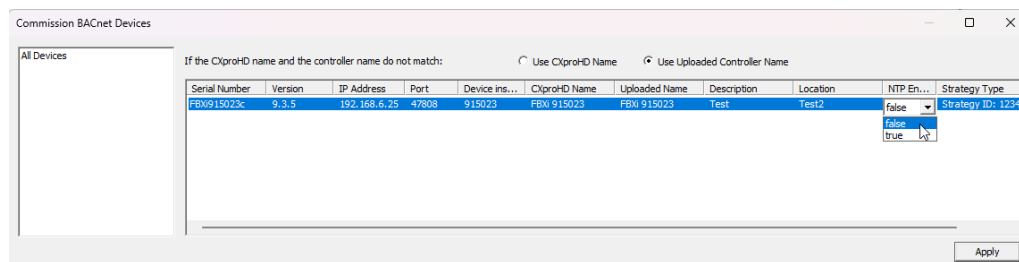 Commission BACnet Devices
All Devices
If the CXproHD name and the controller name do not match: Use CXproHD Name Use Uploaded Controller Name
Serial Number Version IP Address Port Device ins... CXproHD Name Uploaded Name Description Location NTP En... Strategy Type
FBXi915023c 9.3.5 192.168.6.25 47808 915023 FBXi 915023 FBXi 915023 Test Test2 false Strategy ID: 1234
false
true
Apply